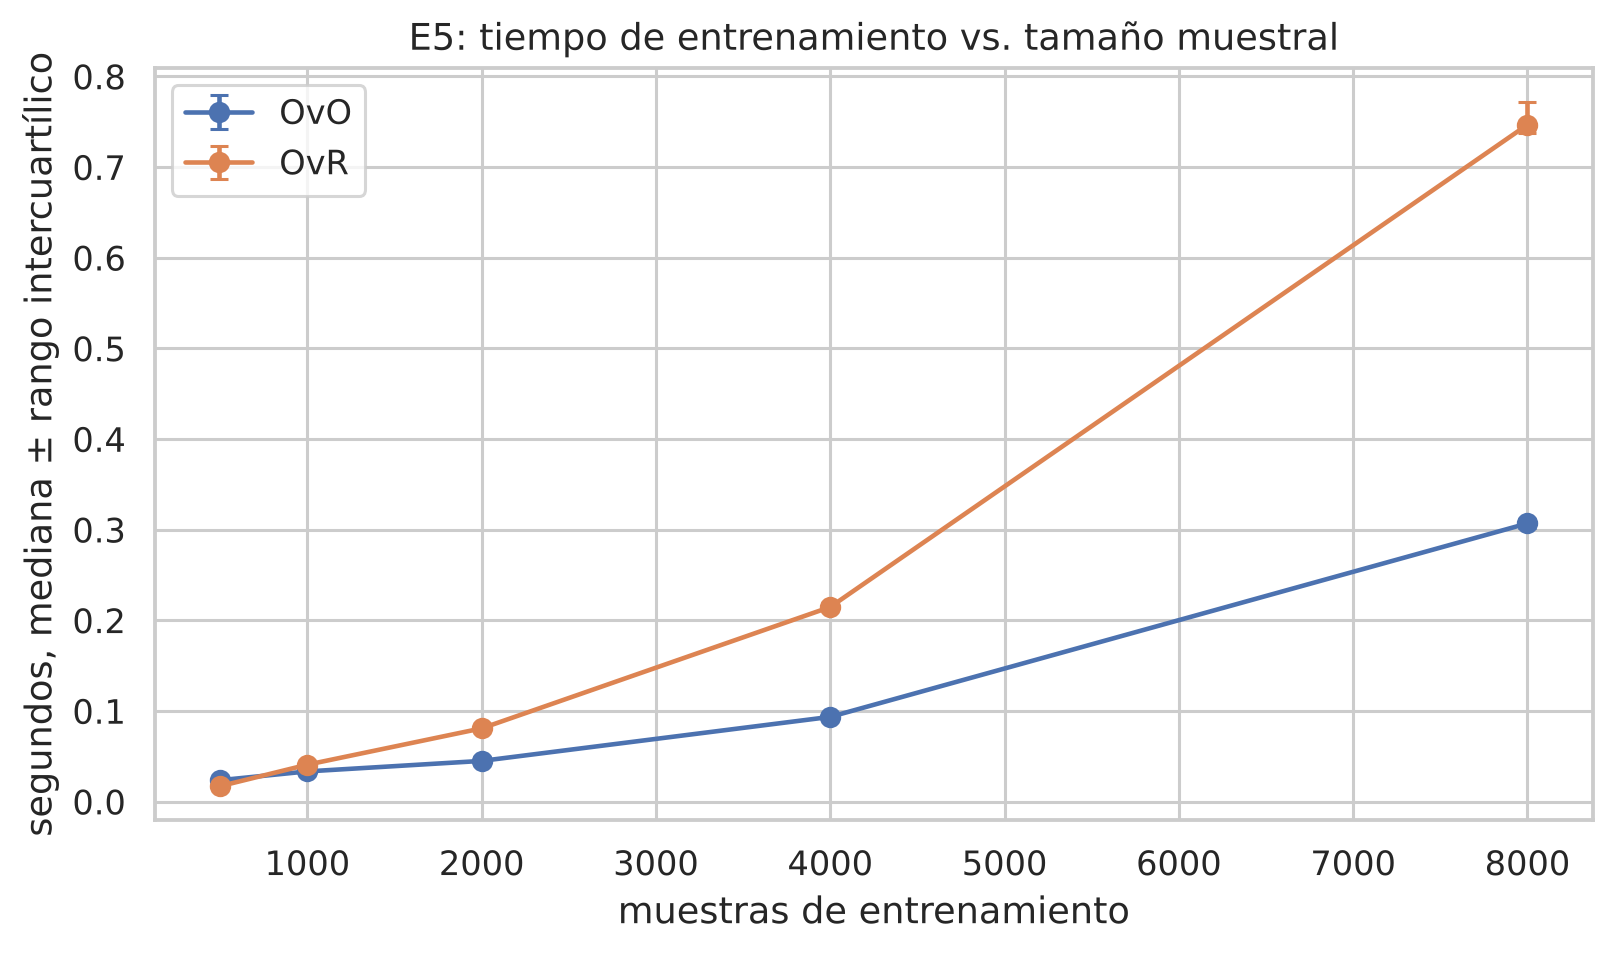 E5: tiempo de entrenamiento vs. tamaño muestral
segundos, mediana ± rango intercuartílico
0.8
0.7
0.6
0.5
0.4
0.3
0.2
0.1
0.0
OvO
OvR
1000 2000 3000 4000 5000 6000 7000 8000
muestras de entrenamiento